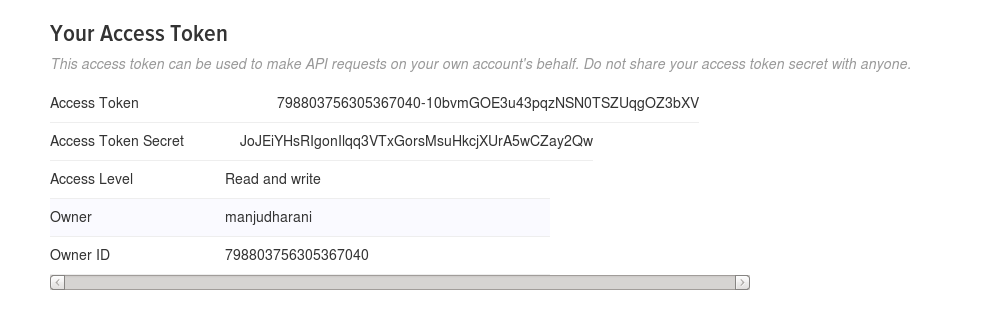 Your Access Token
This access token can be used to make API requests on your own account's behalf. Do not share your access token secret with anyone.
Access Token 798803756305367040-10bvmGOE3u43pqzNSN0TSZUqgOZ3bXV
Access Token Secret
Access Level Read and write
Owner manjudharani
Owner ID 798803756305367040